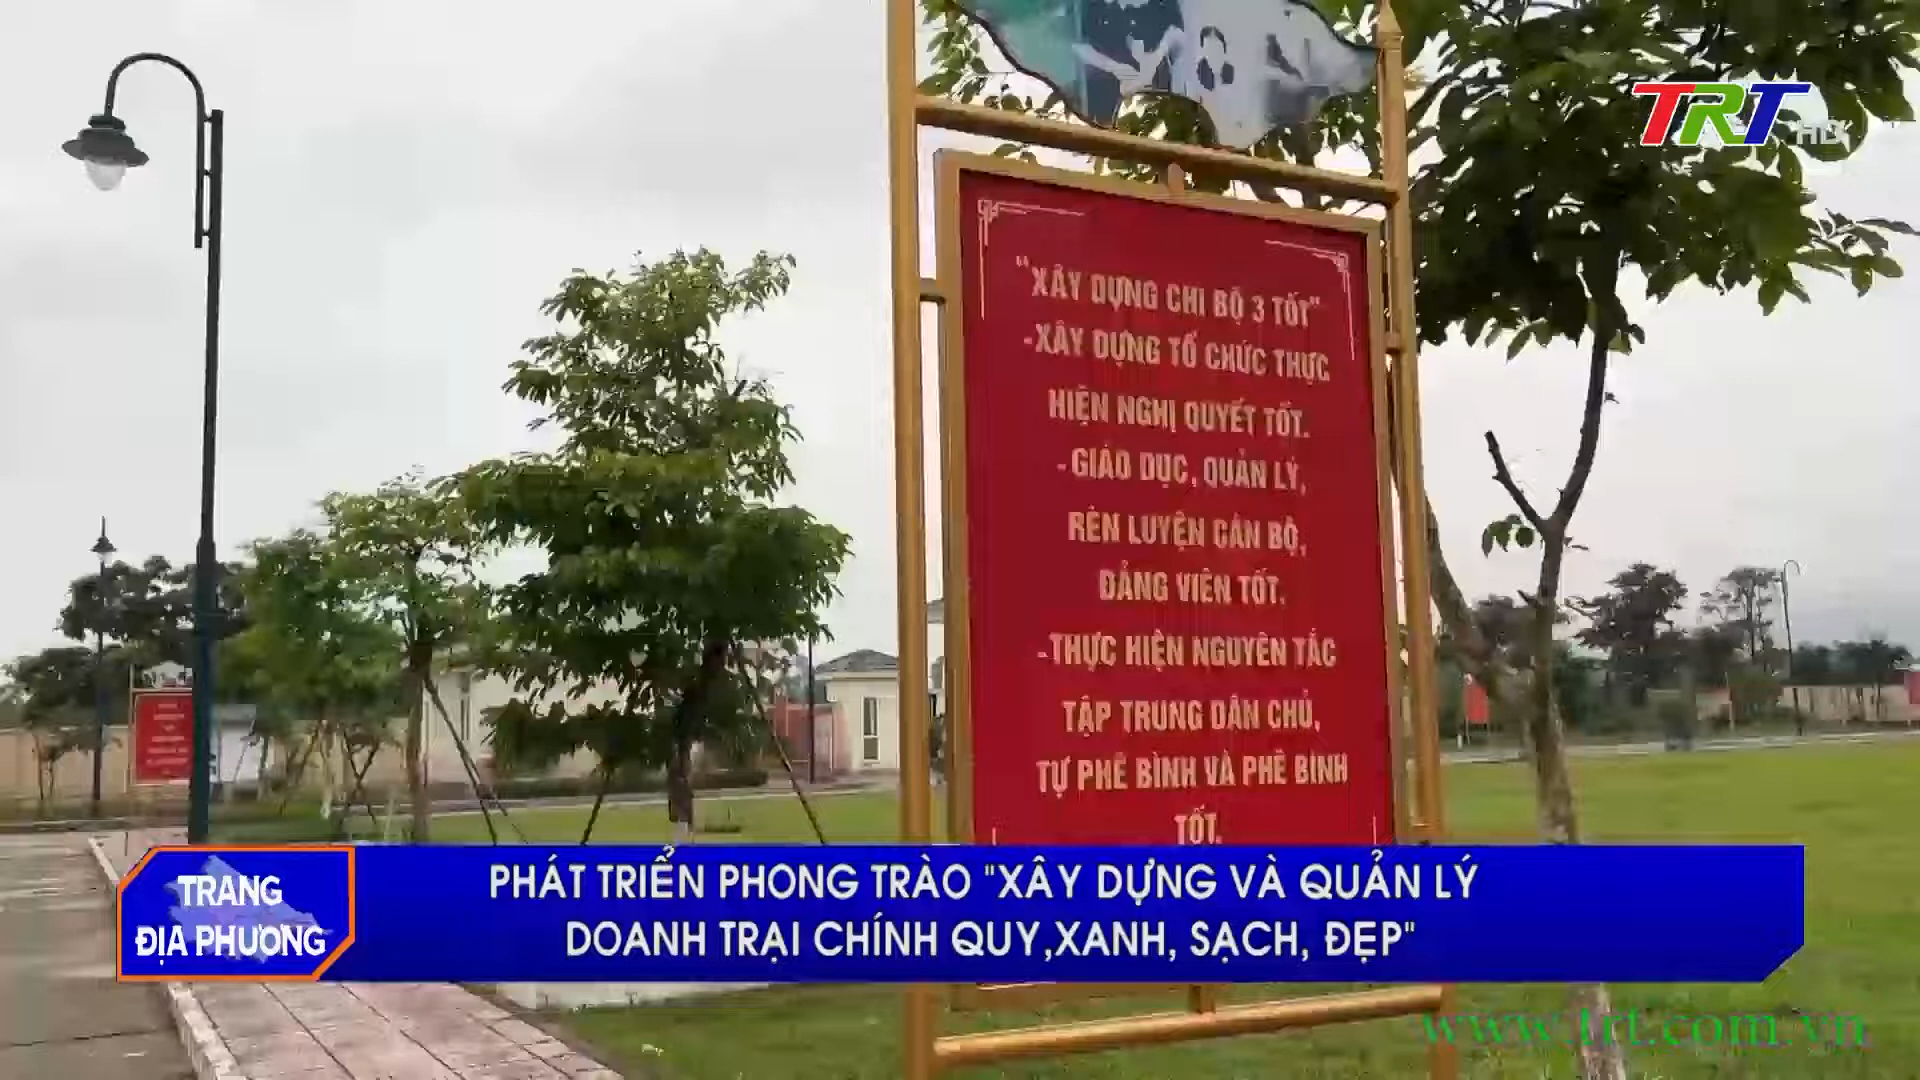 TRT HD
"XÂY DỰNG CHI BỘ 3 TỐT"
-XÂY DỰNG TỔ CHỨC THỰC
HIỆN NGHỊ QUYẾT TỐT.
-GIÁO DỤC, QUẢN LÝ,
RÈN LUYỆN CÁN BỘ,
ĐẢNG VIÊN TỐT.
-THỰC HIỆN NGUYÊN TẮC
TẬP TRUNG DÂN CHỦ,
TỰ PHÊ BÌNH VÀ PHÊ BÌNH
TỐT.
TRANG
ĐỊA PHƯƠNG
PHÁT TRIỂN PHONG TRÀO "XÂY DỰNG VÀ QUẢN LÝ
DOANH TRẠI CHÍNH QUY,XANH, SẠCH, ĐẸP"
www.trt.com.vn